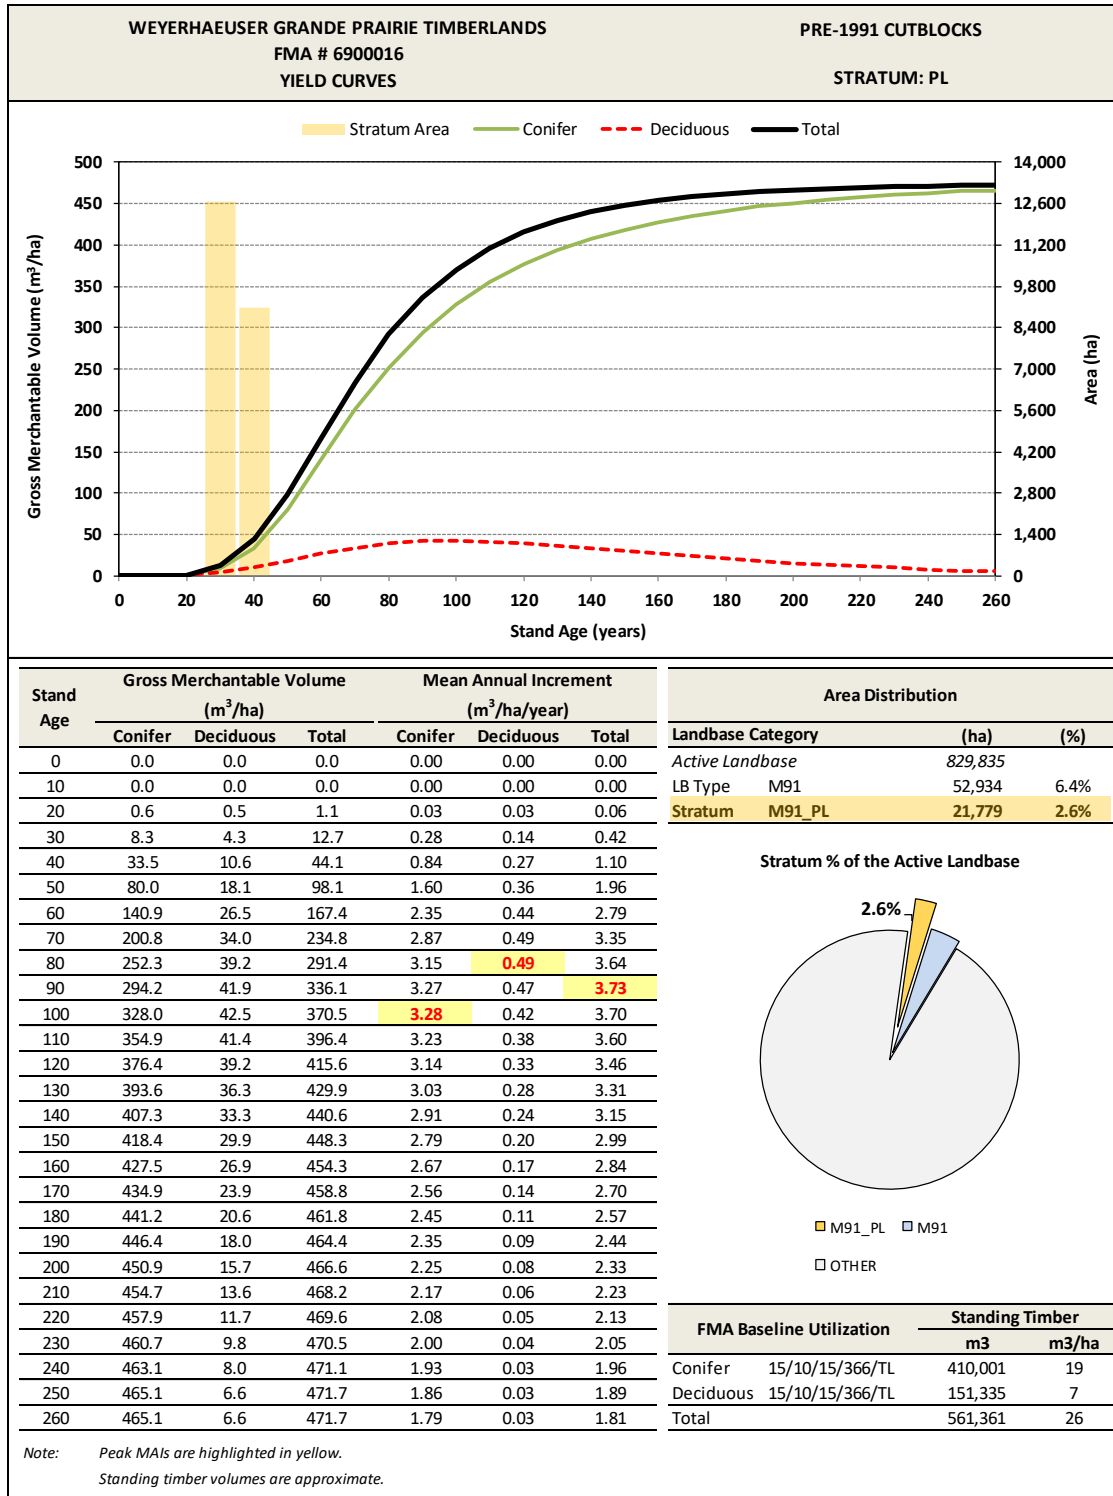 WEYERHAEUSER GRANDE PRAIRIE TIMBERLANDS
FMA # 6900016
YIELD CURVES
PRE-1991 CUTBLOCKS
STRATUM: PL
Stratum Area Conifer Deciduous Total
Gross Merchantable Volume (m³/ha)
500
450
400
350
300
250
200
150
100
50
0
14,000
12,600
11,200
9,800
8,400
7,000
5,600
4,200
2,800
1,400
0
Area (ha)
0 20 40 60 80 100 120 140 160 180 200 220 240 260
Stand Age (years)
Stand Age
Gross Merchantable Volume (m³/ha)
Mean Annual Increment (m³/ha/year)
Conifer Deciduous Total Conifer Deciduous Total
0 0.0 0.0 0.0 0.00 0.00 0.00
10 0.0 0.0 0.0 0.00 0.00 0.00
20 0.6 0.5 1.1 0.03 0.03 0.06
30 8.3 4.3 12.7 0.28 0.14 0.42
40 33.5 10.6 44.1 0.84 0.27 1.10
50 80.0 18.1 98.1 1.60 0.36 1.96
60 140.9 26.5 167.4 2.35 0.44 2.79
70 200.8 34.0 234.8 2.87 0.49 3.35
80 252.3 39.2 291.4 3.15 0.49 3.64
90 294.2 41.9 336.1 3.27 0.47 3.73
100 328.0 42.5 370.5 3.28 0.42 3.70
110 354.9 41.4 396.4 3.23 0.38 3.60
120 376.4 39.2 415.6 3.14 0.33 3.46
130 393.6 36.3 429.9 3.03 0.28 3.31
140 407.3 33.3 440.6 2.91 0.24 3.15
150 418.4 29.9 448.3 2.79 0.20 2.99
160 427.5 26.9 454.3 2.67 0.17 2.84
170 434.9 23.9 458.8 2.56 0.14 2.70
180 441.2 20.6 461.8 2.45 0.11 2.57
190 446.4 18.0 464.4 2.35 0.09 2.44
200 450.9 15.7 466.6 2.25 0.08 2.33
210 454.7 13.6 468.2 2.17 0.06 2.23
220 457.9 11.7 469.6 2.08 0.05 2.13
230 460.7 9.8 470.5 2.00 0.04 2.05
240 463.1 8.0 471.1 1.93 0.03 1.96
250 465.1 6.6 471.7 1.86 0.03 1.89
260 465.1 6.6 471.7 1.79 0.03 1.81
Area Distribution
Landbase Category (ha) (%)
Active Landbase 829,835
LB Type M91 52,934 6.4%
Stratum M91_PL 21,779 2.6%
Stratum % of the Active Landbase
2.6%
M91_PL M91
OTHER
FMA Baseline Utilization
Standing Timber
m3 m3/ha
Conifer 15/10/15/366/TL 410,001 19
Deciduous 15/10/15/366/TL 151,335 7
Total 561,361 26
Note: Peak MAIs are highlighted in yellow.
Standing timber volumes are approximate.